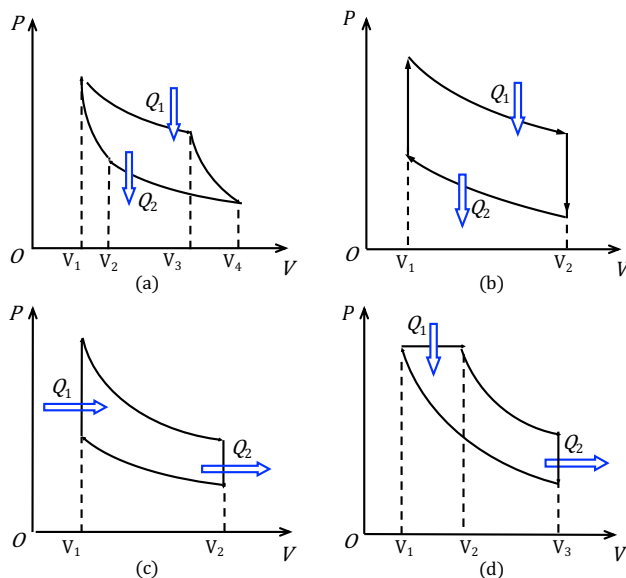 P
Q₁
Q₂
O
V₁
V₂
V₃
V₄
V
(a)
P
Q₁
Q₂
O
V₁
V₂
V
(b)
P
Q₁
Q₂
O
V₁
V₂
V
(c)
P
Q₁
Q₂
O
V₁
V₂
V₃
V
(d)